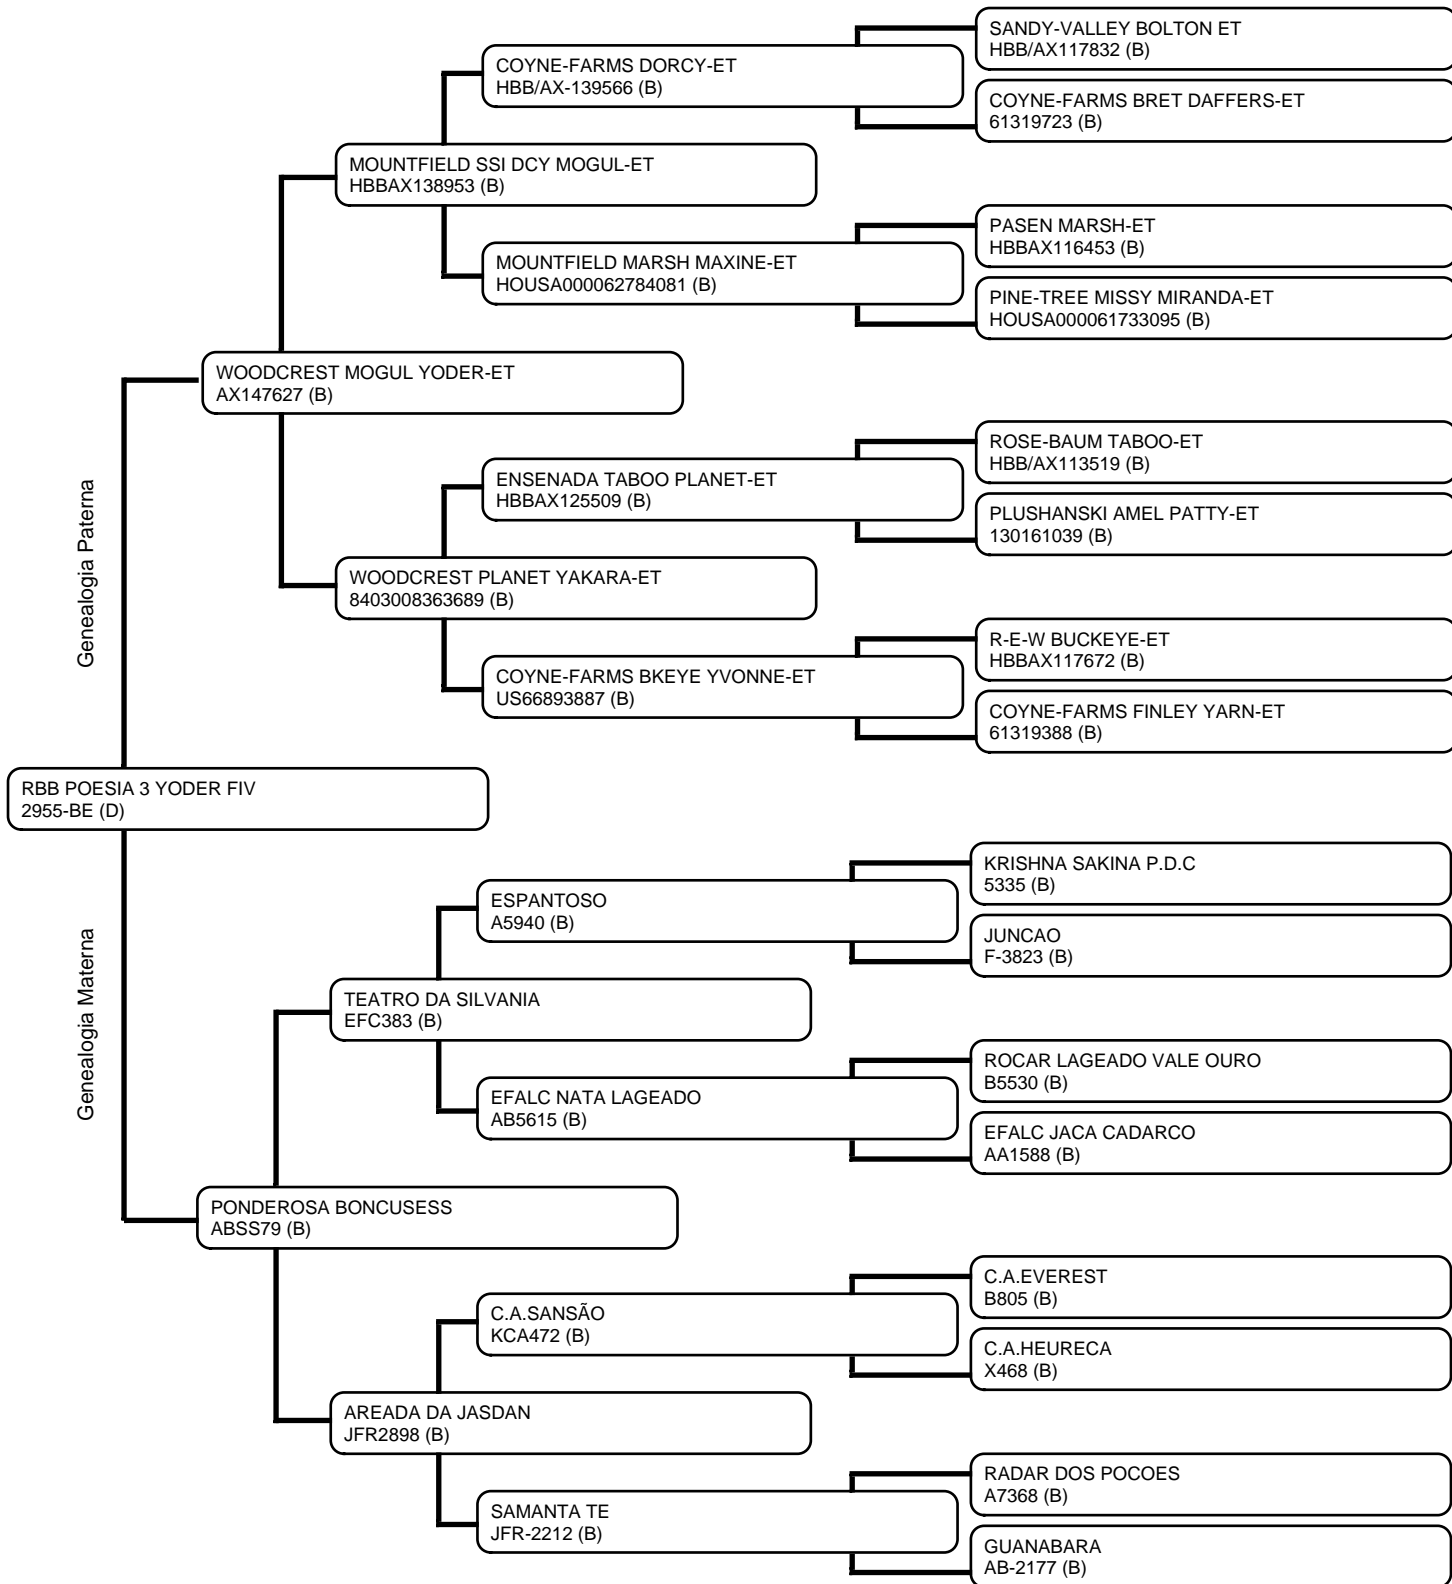 SANDY-VALLEY BOLTON ET
HBB/AX117832 (B)
COYNE-FARMS DORCY-ET
HBB/AX-139566 (B)
COYNE-FARMS BRET DAFFERS-ET
61319723 (B)
MOUNTFIELD SSI DCY MOGUL-ET
HBBAX138953 (B)
PASEN MARSH-ET
HBBAX116453 (B)
MOUNTFIELD MARSH MAXINE-ET
HOUSA000062784081 (B)
PINE-TREE MISSY MIRANDA-ET
HOUSA000061733095 (B)
WOODCREST MOGUL YODER-ET
AX147627 (B)
ROSE-BAUM TABOO-ET
HBB/AX113519 (B)
ENSENADA TABOO PLANET-ET
HBBAX125509 (B)
PLUSHANSKI AMEL PATTY-ET
130161039 (B)
Genealogia Paterna
WOODCREST PLANET YAKARA-ET
8403008363689 (B)
R-E-W BUCKEYE-ET
HBBAX117672 (B)
COYNE-FARMS BKEYE YVONNE-ET
US66893887 (B)
COYNE-FARMS FINLEY YARN-ET
61319388 (B)
RBB POESIA 3 YODER FIV
2955-BE (D)
KRISHNA SAKINA P.D.C
5335 (B)
ESPANTOSO
A5940 (B)
JUNCAO
F-3823 (B)
Genealogia Materna
TEATRO DA SILVANIA
EFC383 (B)
ROCAR LAGEADO VALE OURO
B5530 (B)
EFALC NATA LAGEADO
AB5615 (B)
EFALC JACA CADARCO
AA1588 (B)
PONDEROSA BONCUSESS
ABSS79 (B)
C.A.EVEREST
B805 (B)
C.A.SANSÃO
KCA472 (B)
C.A.HEURECA
X468 (B)
AREADA DA JASDAN
JFR2898 (B)
RADAR DOS POCOES
A7368 (B)
SAMANTA TE
JFR-2212 (B)
GUANABARA
AB-2177 (B)